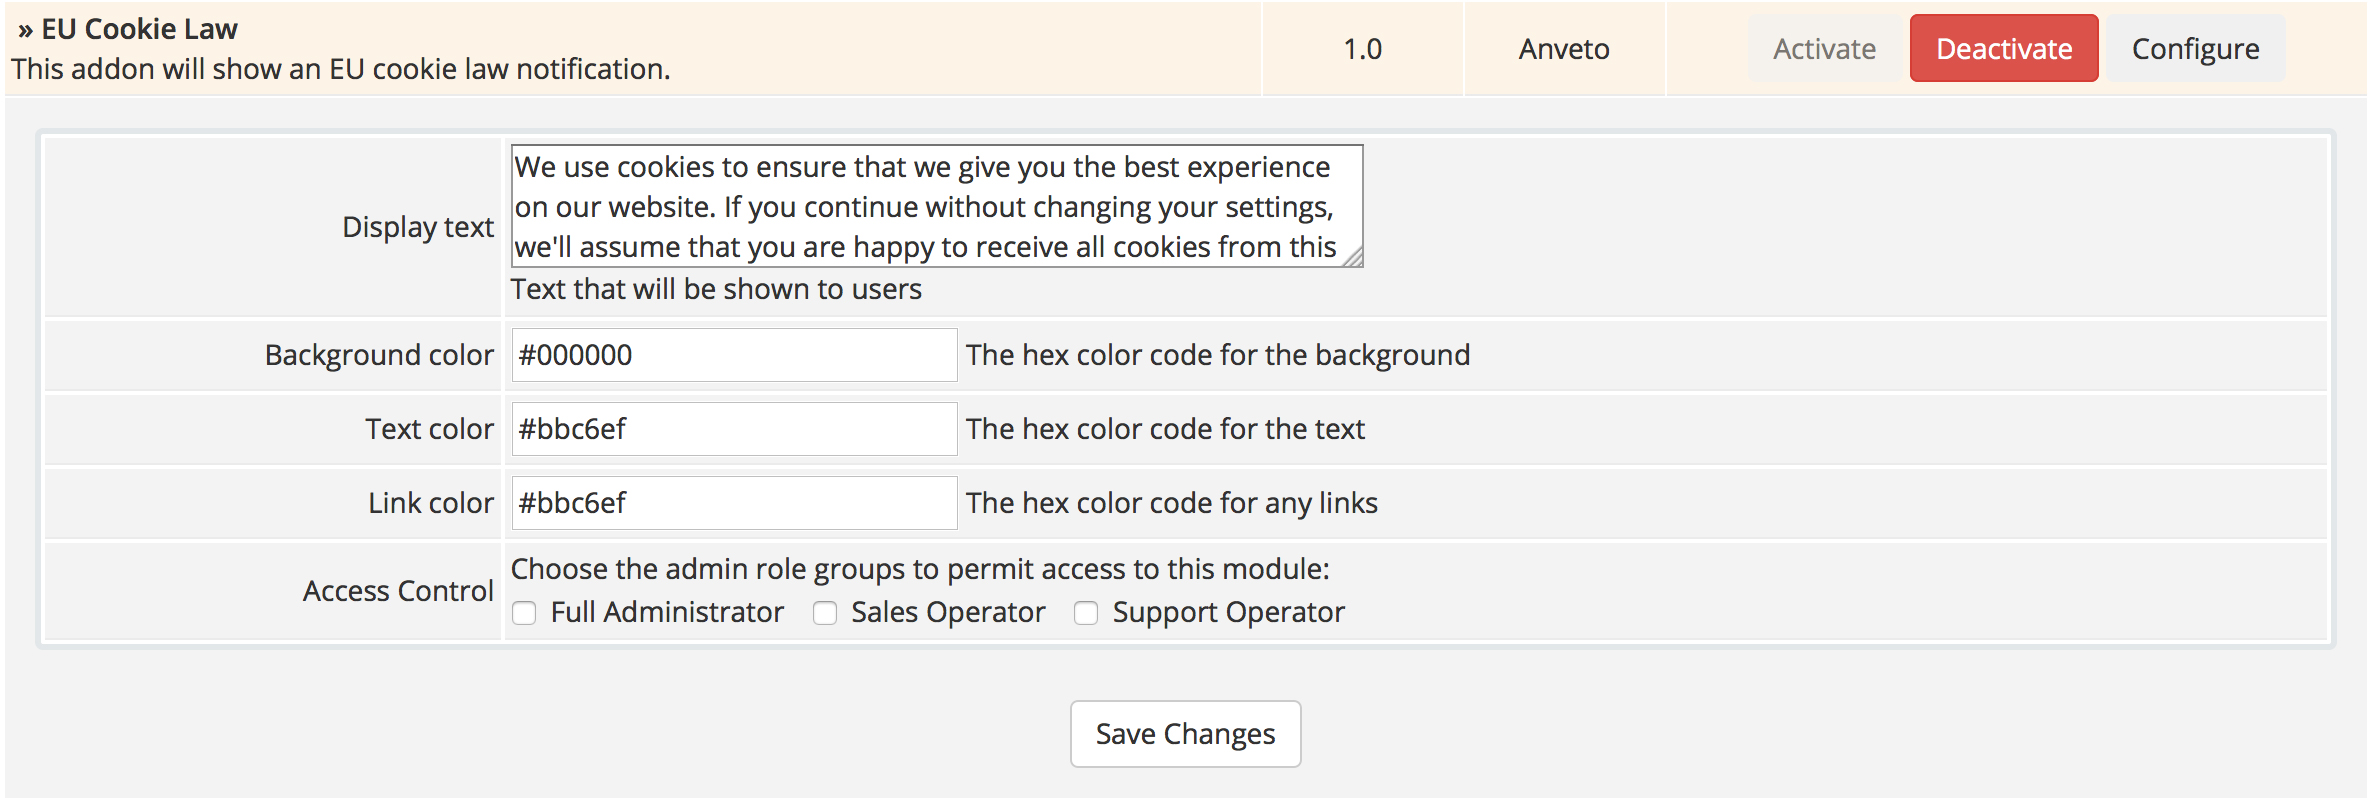 » EU Cookie Law
This addon will show an EU cookie law notification.
1.0
Anveto
Activate
Deactivate
Configure
Display text
We use cookies to ensure that we give you the best experience
on our website. If you continue without changing your settings,
we'll assume that you are happy to receive all cookies from this
Text that will be shown to users
Background color
#000000
The hex color code for the background
Text color
#bbc6ef
The hex color code for the text
Link color
#bbc6ef
The hex color code for any links
Access Control
Choose the admin role groups to permit access to this module:
Full Administrator
Sales Operator
Support Operator
Save Changes